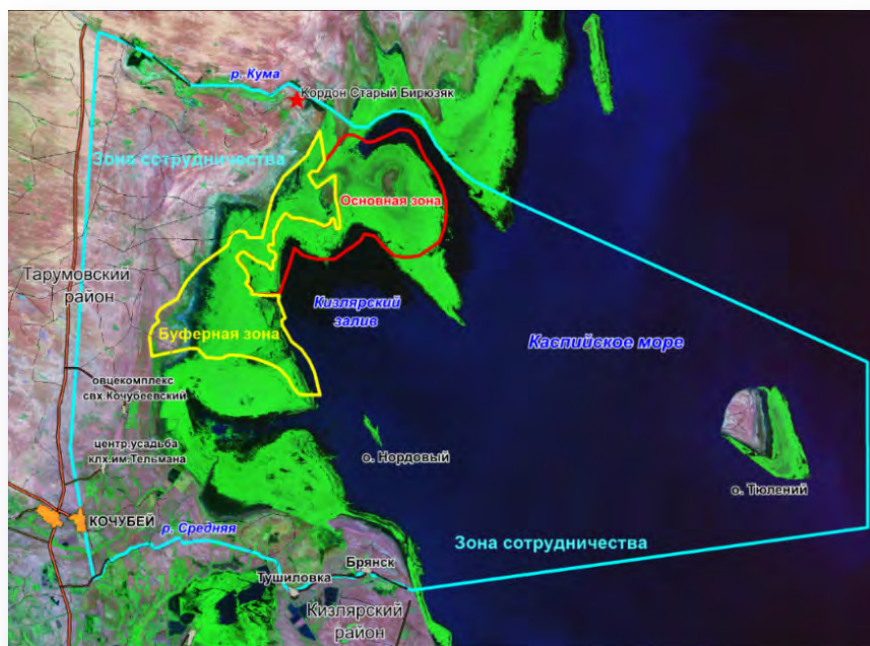 р. Кума
Кордон Старый Бирюзяк
Зона сотрудничества
Основная зона
Тарумовский
район
Кизлярский
залив
Буферная зона
Каспийское море
овцекомплекс
свх. Кочубеевский
центр.усадьба
клх.им.Тельмана
о. Нордовый
о. Тюлений
КОЧУБЕЙ
р. Средняя
Зона сотрудничества
Брянск
Тушиловка
Кизлярский
район